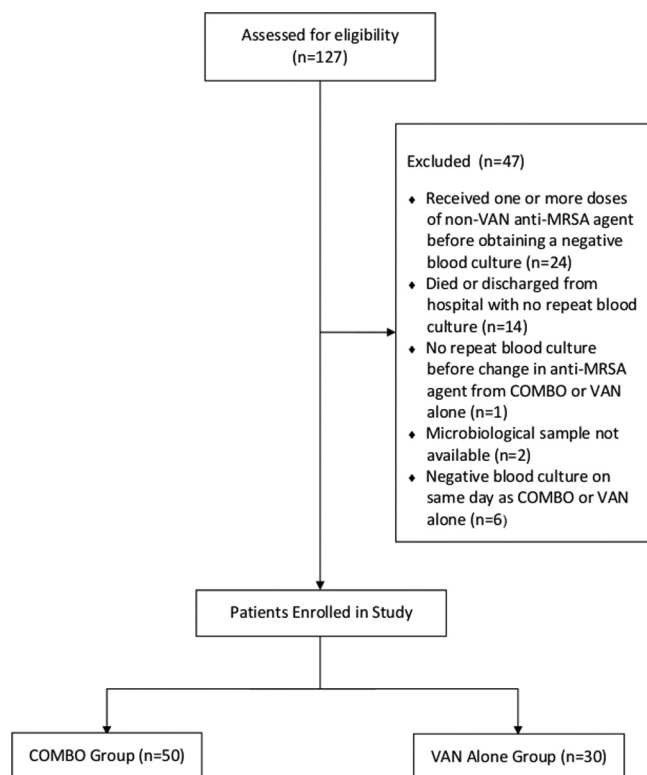 Assessed for eligibility
(n=127)
Excluded  (n=47)
♦ Received one or more doses
of non-VAN anti-MRSA agent
before obtaining a negative
blood culture (n=24)
♦ Died or discharged from
hospital with no repeat blood
culture (n=14)
♦ No repeat blood culture
before change in anti-MRSA
agent from COMBO or VAN
alone (n=1)
♦ Microbiological sample not
available (n=2)
♦ Negative blood culture on
same day as COMBO or VAN
alone (n=6)
Patients Enrolled in Study
COMBO Group (n=50)
VAN Alone Group (n=30)